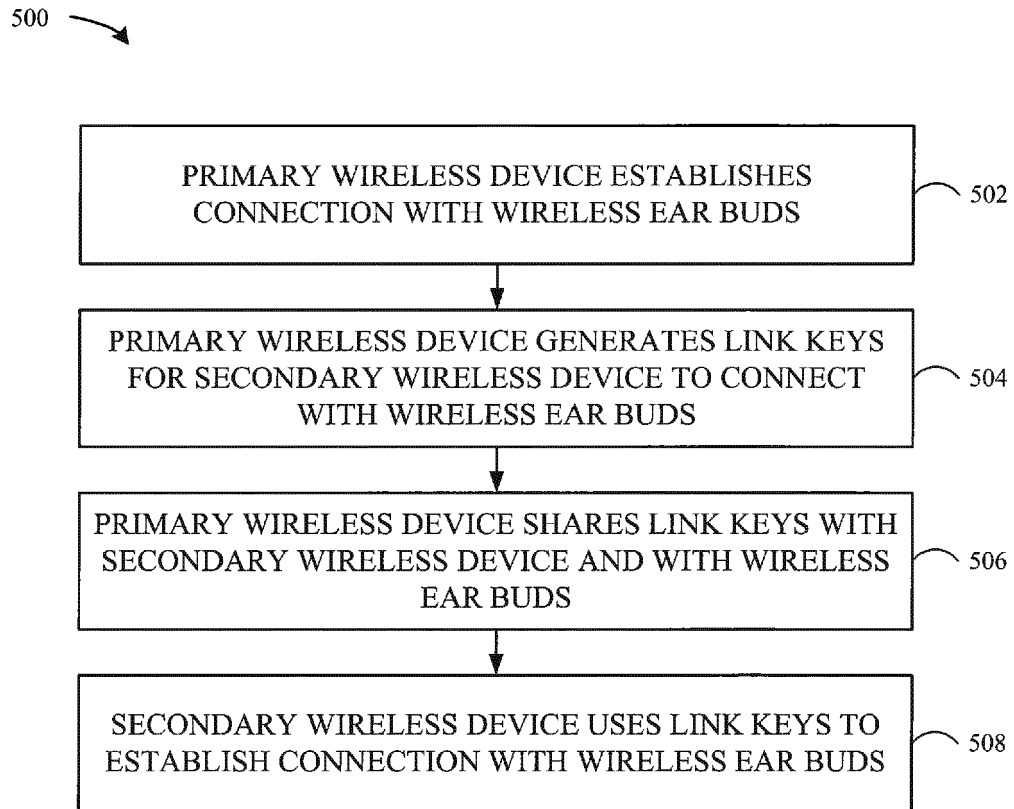 500
PRIMARY WIRELESS DEVICE ESTABLISHES
CONNECTION WITH WIRELESS EAR BUDS
502
PRIMARY WIRELESS DEVICE GENERATES LINK KEYS
FOR SECONDARY WIRELESS DEVICE TO CONNECT
WITH WIRELESS EAR BUDS
504
PRIMARY WIRELESS DEVICE SHARES LINK KEYS WITH
SECONDARY WIRELESS DEVICE AND WITH WIRELESS
EAR BUDS
506
SECONDARY WIRELESS DEVICE USES LINK KEYS TO
ESTABLISH CONNECTION WITH WIRELESS EAR BUDS
508